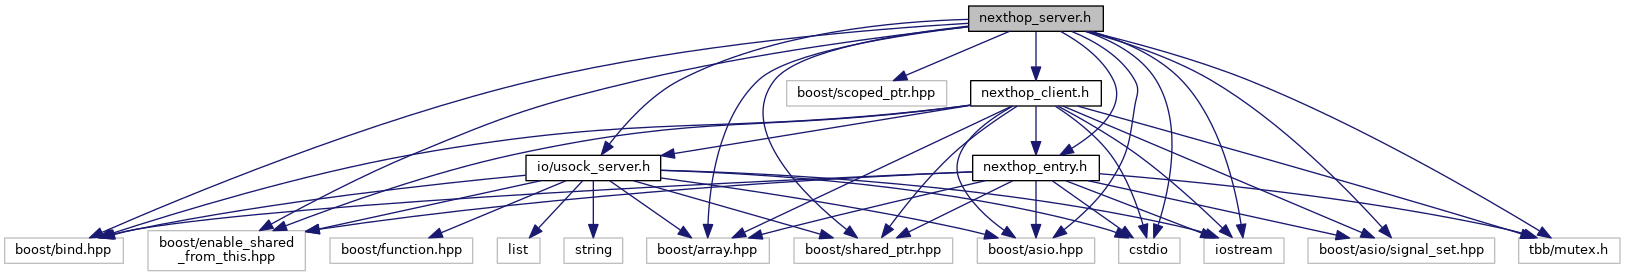 nexthop_server.h
boost/scoped_ptr.hpp
nexthop_client.h
io/usock_server.h
nexthop_entry.h
boost/bind.hpp
boost/enable_shared
_from_this.hpp
boost/function.hpp
list
string
boost/array.hpp
boost/shared_ptr.hpp
boost/asio.hpp
cstdio
iostream
boost/asio/signal_set.hpp
tbb/mutex.h